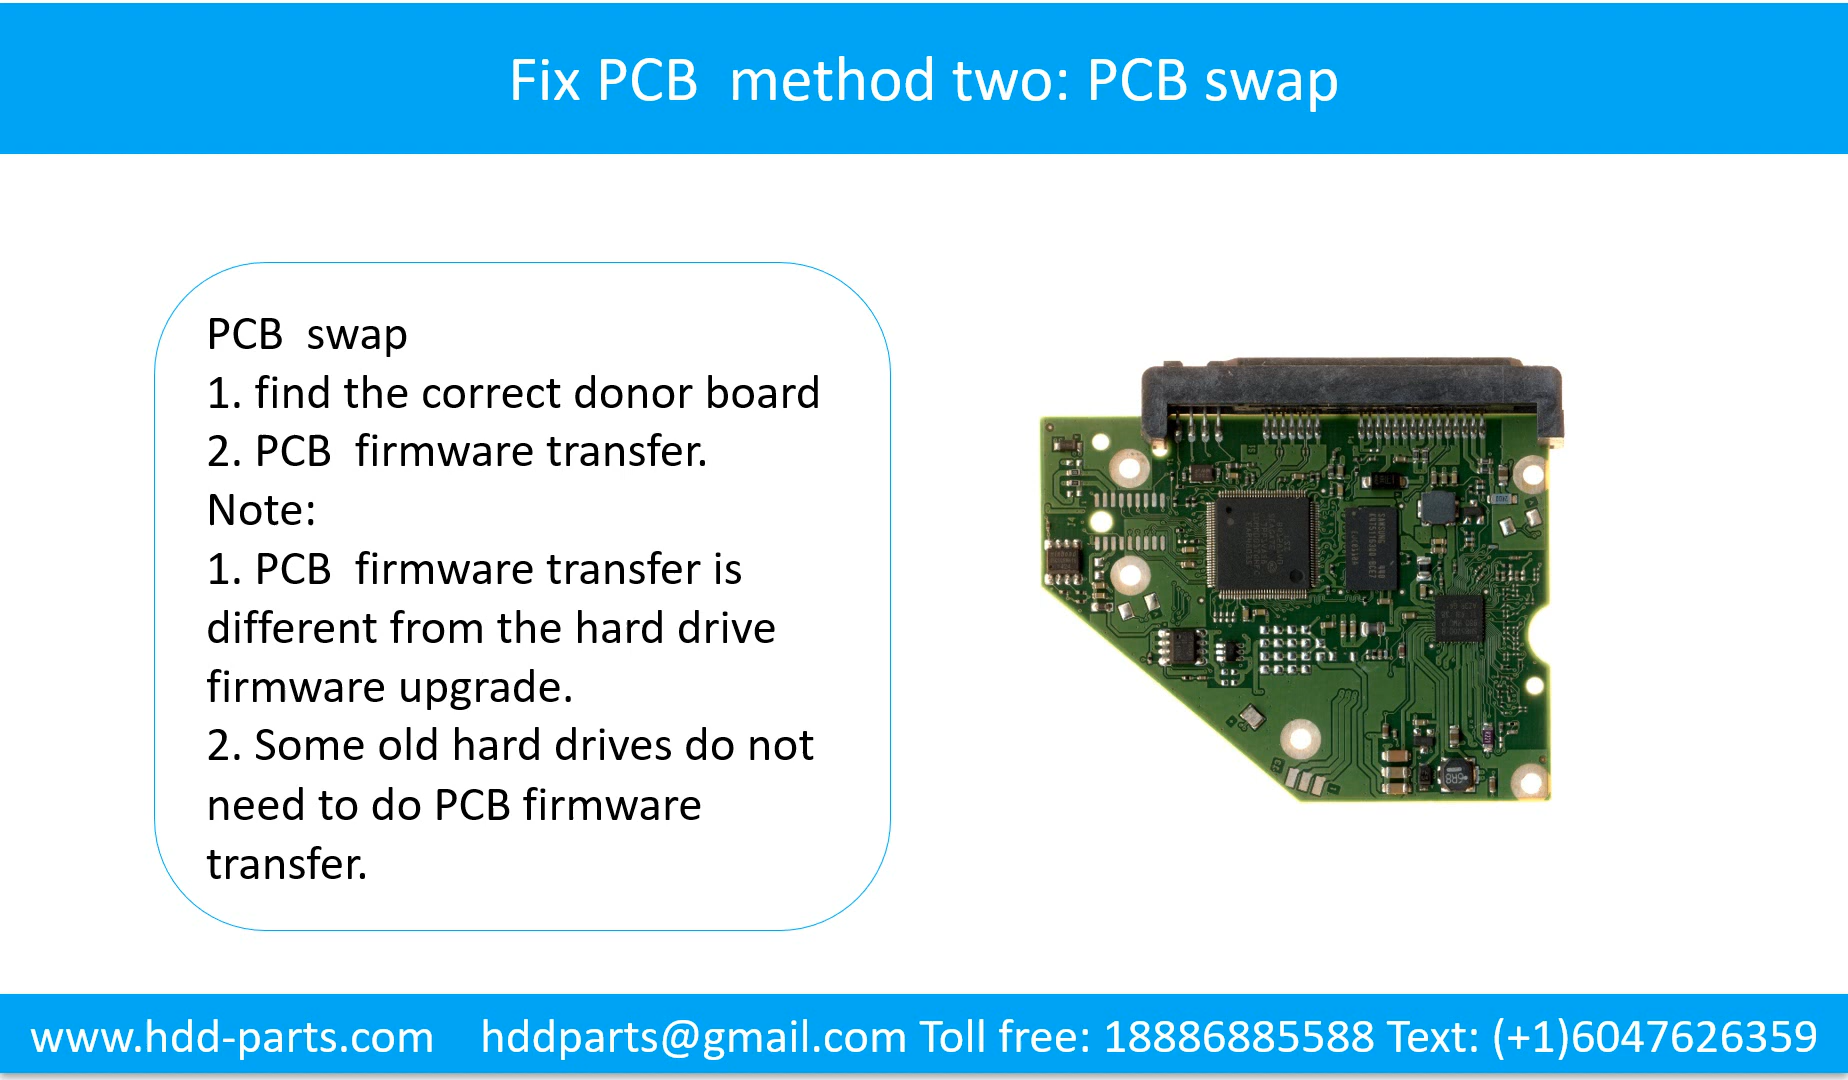 Fix PCB  method two: PCB swap
PCB  swap
1. find the correct donor board
2. PCB  firmware transfer.
Note:
1. PCB  firmware transfer is
different from the hard drive
firmware upgrade.
2. Some old hard drives do not
need to do PCB firmware
transfer.
SAMSUNG
6R8
www.hdd-parts.com    hddparts@gmail.com Toll free: 18886885588 Text: (+1)6047626359